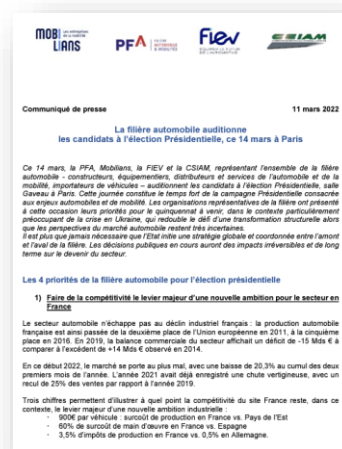 MOBI
LIANS
PFA
FILIÈRE
AUTOMOBILE
& MOBILITÉS
FIEV
CSIAM
Communiqué de presse 11 mars 2022
La filière automobile auditionne
les candidats à l'élection Présidentielle, ce 14 mars à Paris
Ce 14 mars, la PFA, Mobilians, la FIEV et la CSIAM, représentant l'ensemble de la filière
automobile - constructeurs, équipementiers, distributeurs et services de l'automobile et de la
mobilité, importateurs de véhicules – auditionnent les candidats à l'élection Présidentielle, salle
Gaveau à Paris. Cette journée constitue le temps fort de la campagne Présidentielle consacrée
aux enjeux automobiles et de mobilité. Les organisations représentatives de la filière ont présenté
à cette occasion leurs priorités pour le quinquennat à venir, dans le contexte particulièrement
préoccupant de la crise en Ukraine, qui redouble le défi d'une transformation structurelle alors
que les perspectives du marché automobile restent très incertaines.
Il est plus que jamais nécessaire que l'Etat initie une stratégie globale et coordonnée entre l'amont
et l'aval de la filière. Les décisions publiques en cours auront des impacts irréversibles et de long
terme sur le devenir du secteur.
Les 4 priorités de la filière automobile pour l'élection présidentielle
1) Faire de la compétitivité le levier majeur d'une nouvelle ambition pour le secteur en
France
Le secteur automobile n'échappe pas au déclin industriel français : la production automobile
française est ainsi passée de la deuxième place de l'Union européenne en 2011, à la cinquième
place en 2016. En 2019, la balance commerciale du secteur affichait un déficit de -15 Mds € à
comparer à l'excédent de +14 Mds € observé en 2014.
En ce début 2022, le marché se porte au plus mal, avec une baisse de 20,3% au cumul des deux
premiers mois de l'année. L'année 2021 avait déjà enregistré une chute vertigineuse, avec un
recul de 25% des ventes par rapport à l'année 2019.
Trois chiffres permettent d'illustrer à quel point la compétitivité du site France reste, dans ce
contexte, le levier majeur d'une nouvelle ambition industrielle :
- 900€ par véhicule : surcoût de production en France vs. Pays de l'Est
- 60% de surcoût de main d'œuvre en France vs. Espagne
- 3,5% d'impôts de production en France vs. 0,5% en Allemagne.